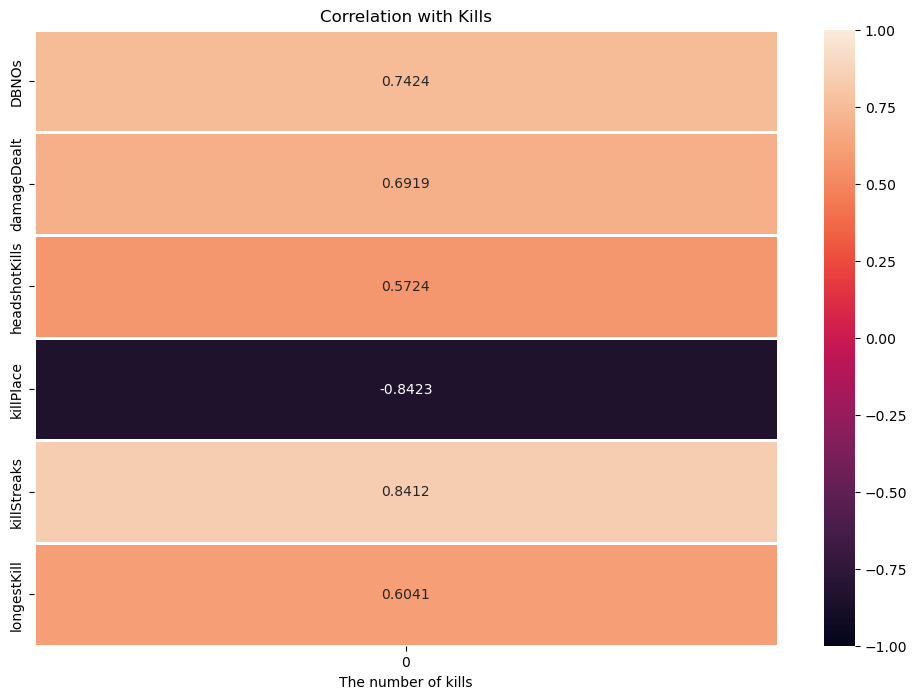 Correlation with Kills
DBNOs
0.7424
damageDealt
0.6919
headshotKills
0.5724
killPlace
-0.8423
killStreaks
0.8412
longestKill
0.6041
0
The number of kills
1.00
0.75
0.50
0.25
0.00
−0.25
−0.50
−0.75
−1.00